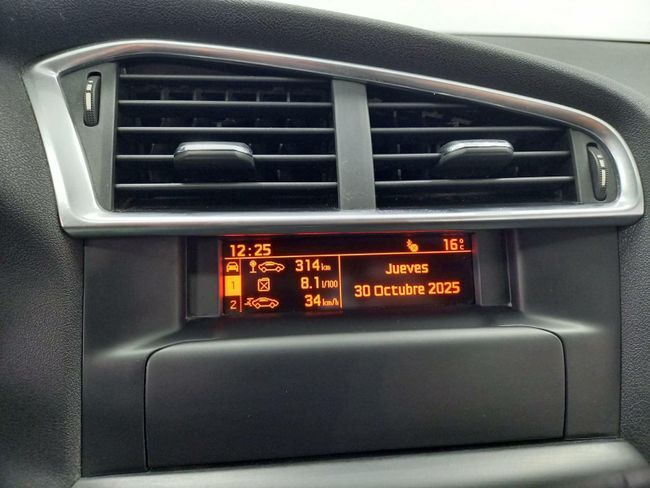 12:25 16°C
314 km
1 8.1 l/100
2 34 km/h
Jueves
30 Octubre 2025